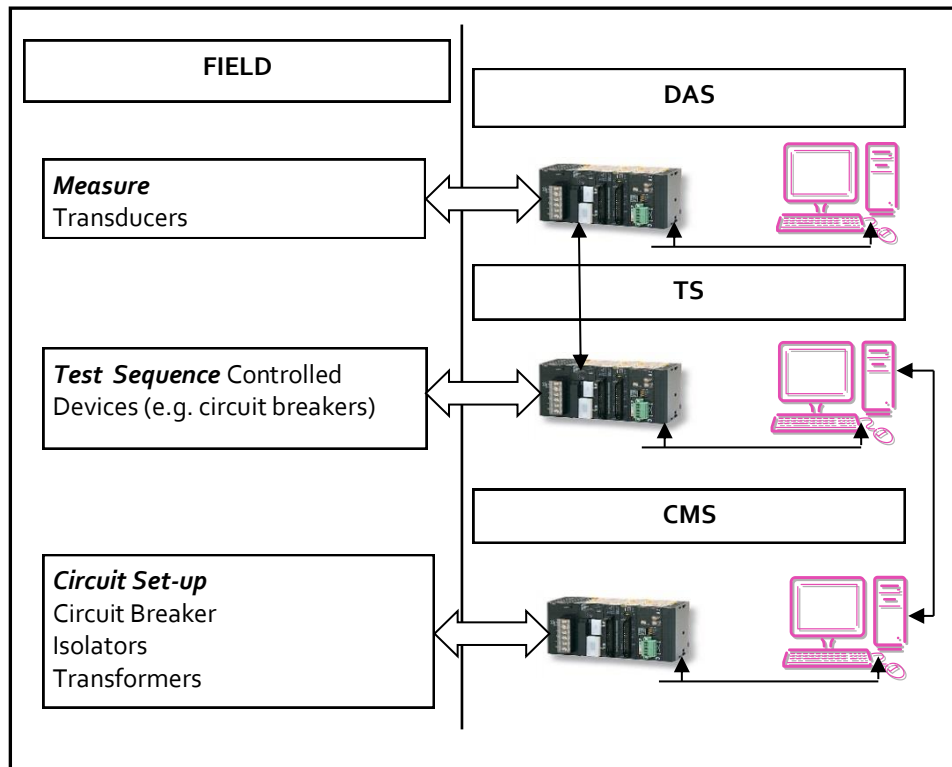 FIELD
DAS
Measure
Transducers
TS
Test Sequence Controlled
Devices (e.g. circuit breakers)
CMS
Circuit Set-up
Circuit Breaker
Isolators
Transformers